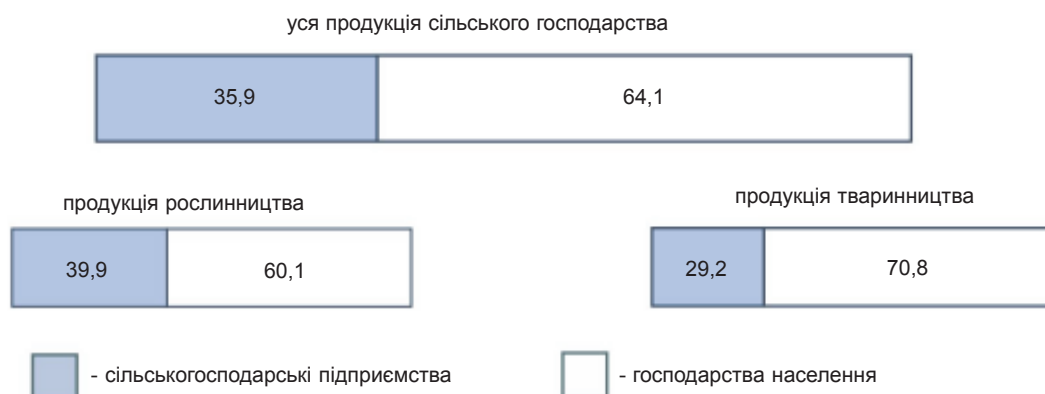 уся продукція сільського господарства
35,9 64,1
продукція рослинництва
продукція тваринництва
39,9 60,1
29,2 70,8
- сільськогосподарські підприємства
- господарства населення